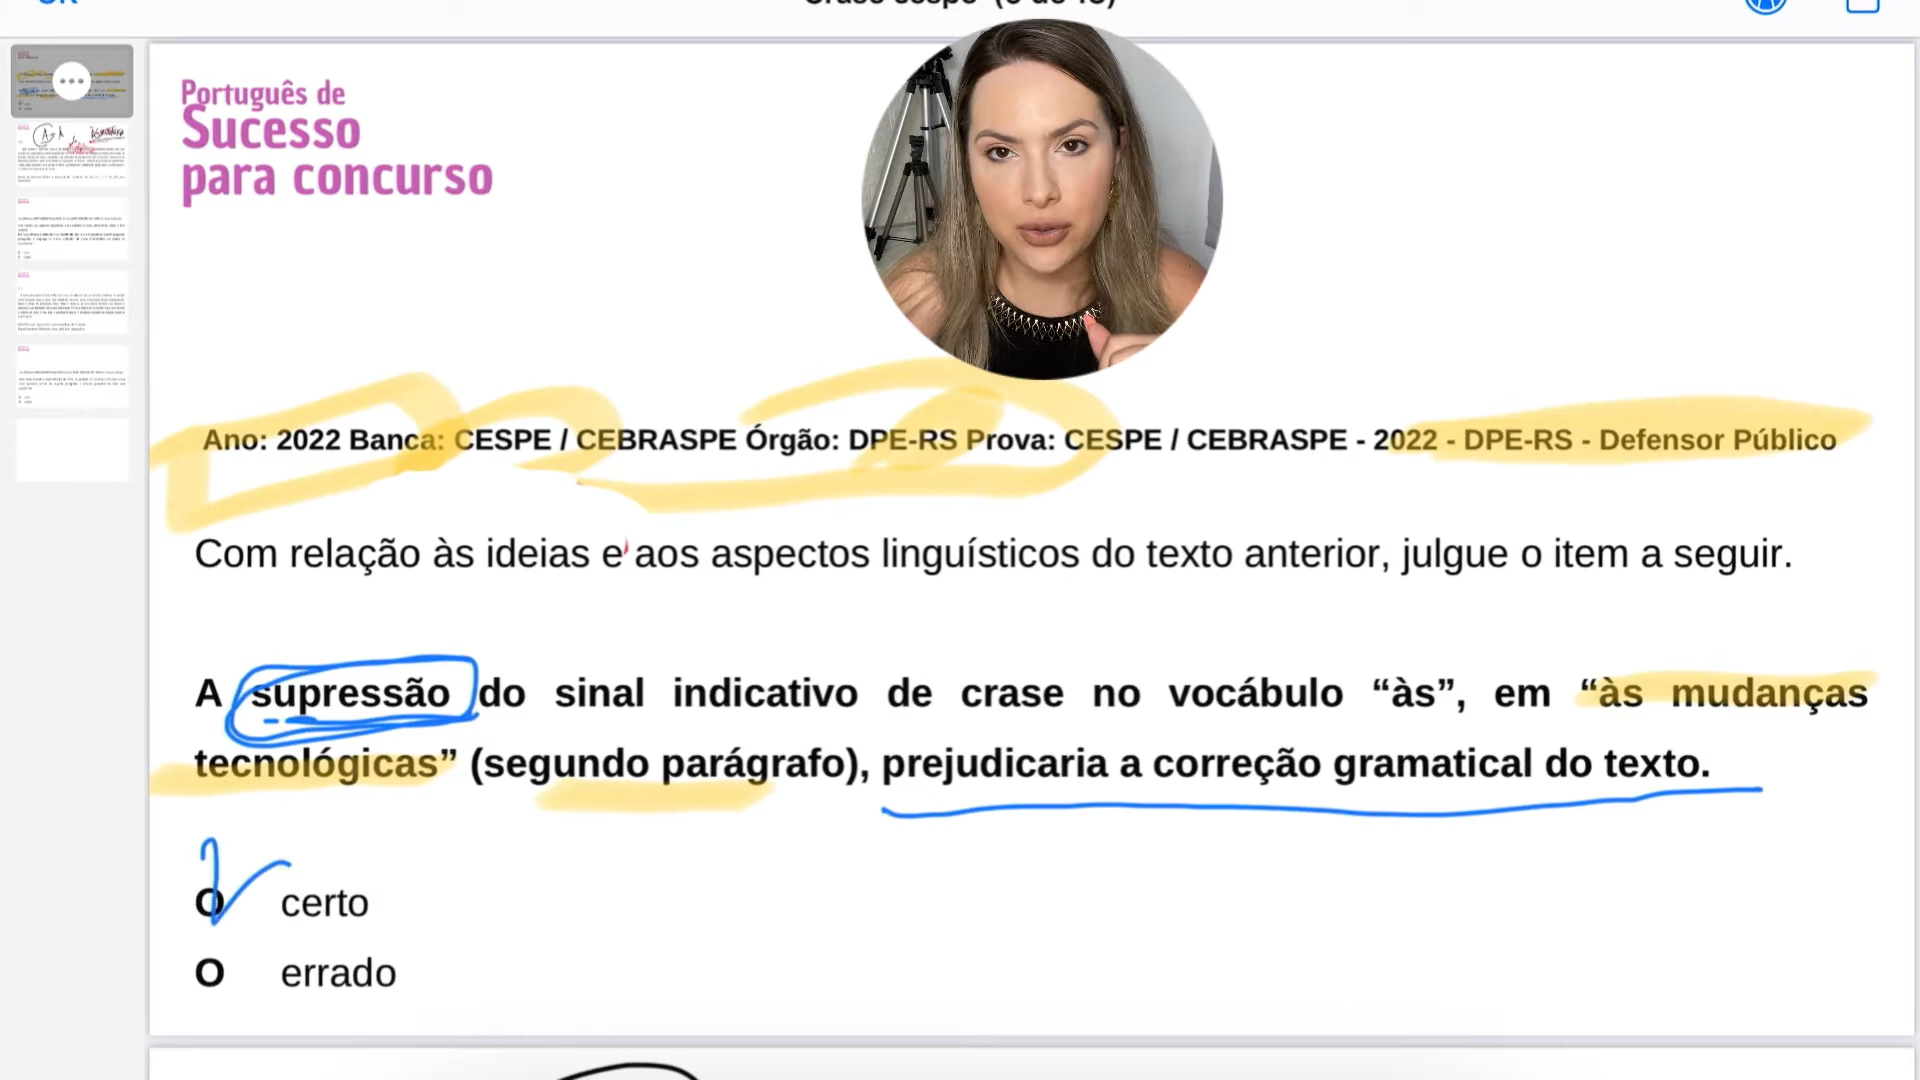 Português de
Sucesso
para concurso
Ano: 2022 Banca: CESPE / CEBRASPE Órgão: DPE-RS Prova: CESPE / CEBRASPE - 2022 - DPE-RS - Defensor Público
Com relação às ideias e aos aspectos linguísticos do texto anterior, julgue o item a seguir.
A supressão do sinal indicativo de crase no vocábulo “às”, em “às mudanças
tecnológicas” (segundo parágrafo), prejudicaria a correção gramatical do texto.
O certo
O errado